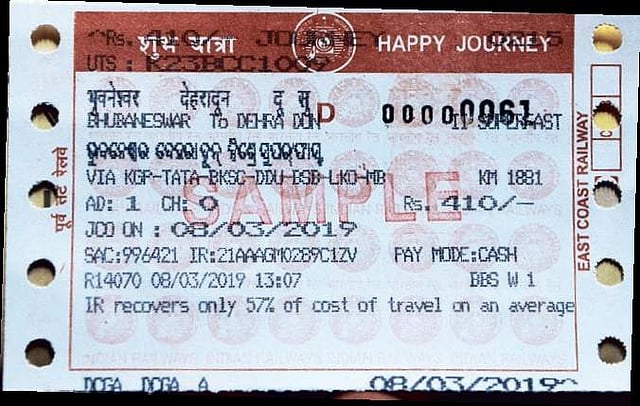 शुभ यात्रा HAPPY JOURNEY
UTS :
भुवनेश्वर देहरादून द सु
BHUBANESWAR To DEHRA DUN II SUPERFAST
D 00000061
VIA KGP-TATA-BKSC-DDU-BSB-LKO-MB KM 1881
SAMPLE
AD: 1 CH: 0 Rs. 410/-
JCO ON : 08/03/2019
SAC:996421 IR:21AAAGM0289C1ZV PAY MODE:CASH
R14070 08/03/2019 13:07 BBS W 1
IR recovers only 57% of cost of travel on an average
08/03/2019
पूर्व तट रेलवे
EAST COAST RAILWAY